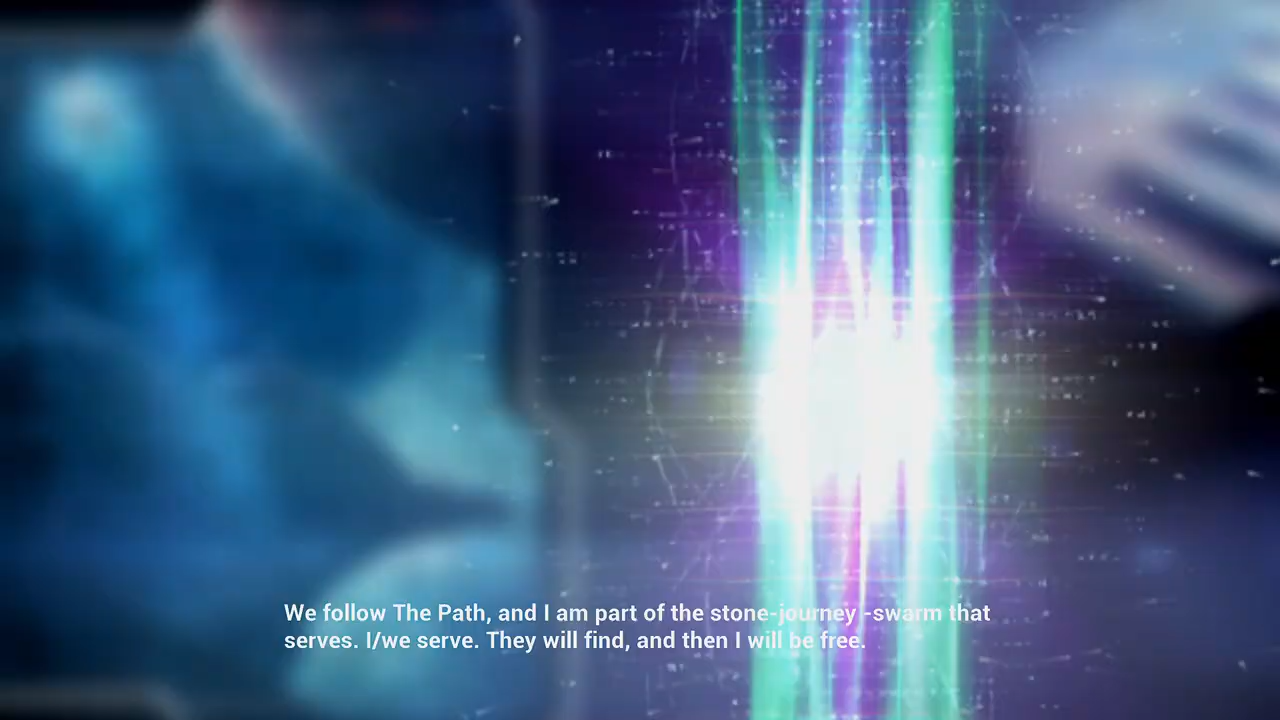 We follow The Path, and I am part of the stone-journey -swarm that
serves. I/we serve. They will find, and then I will be free.